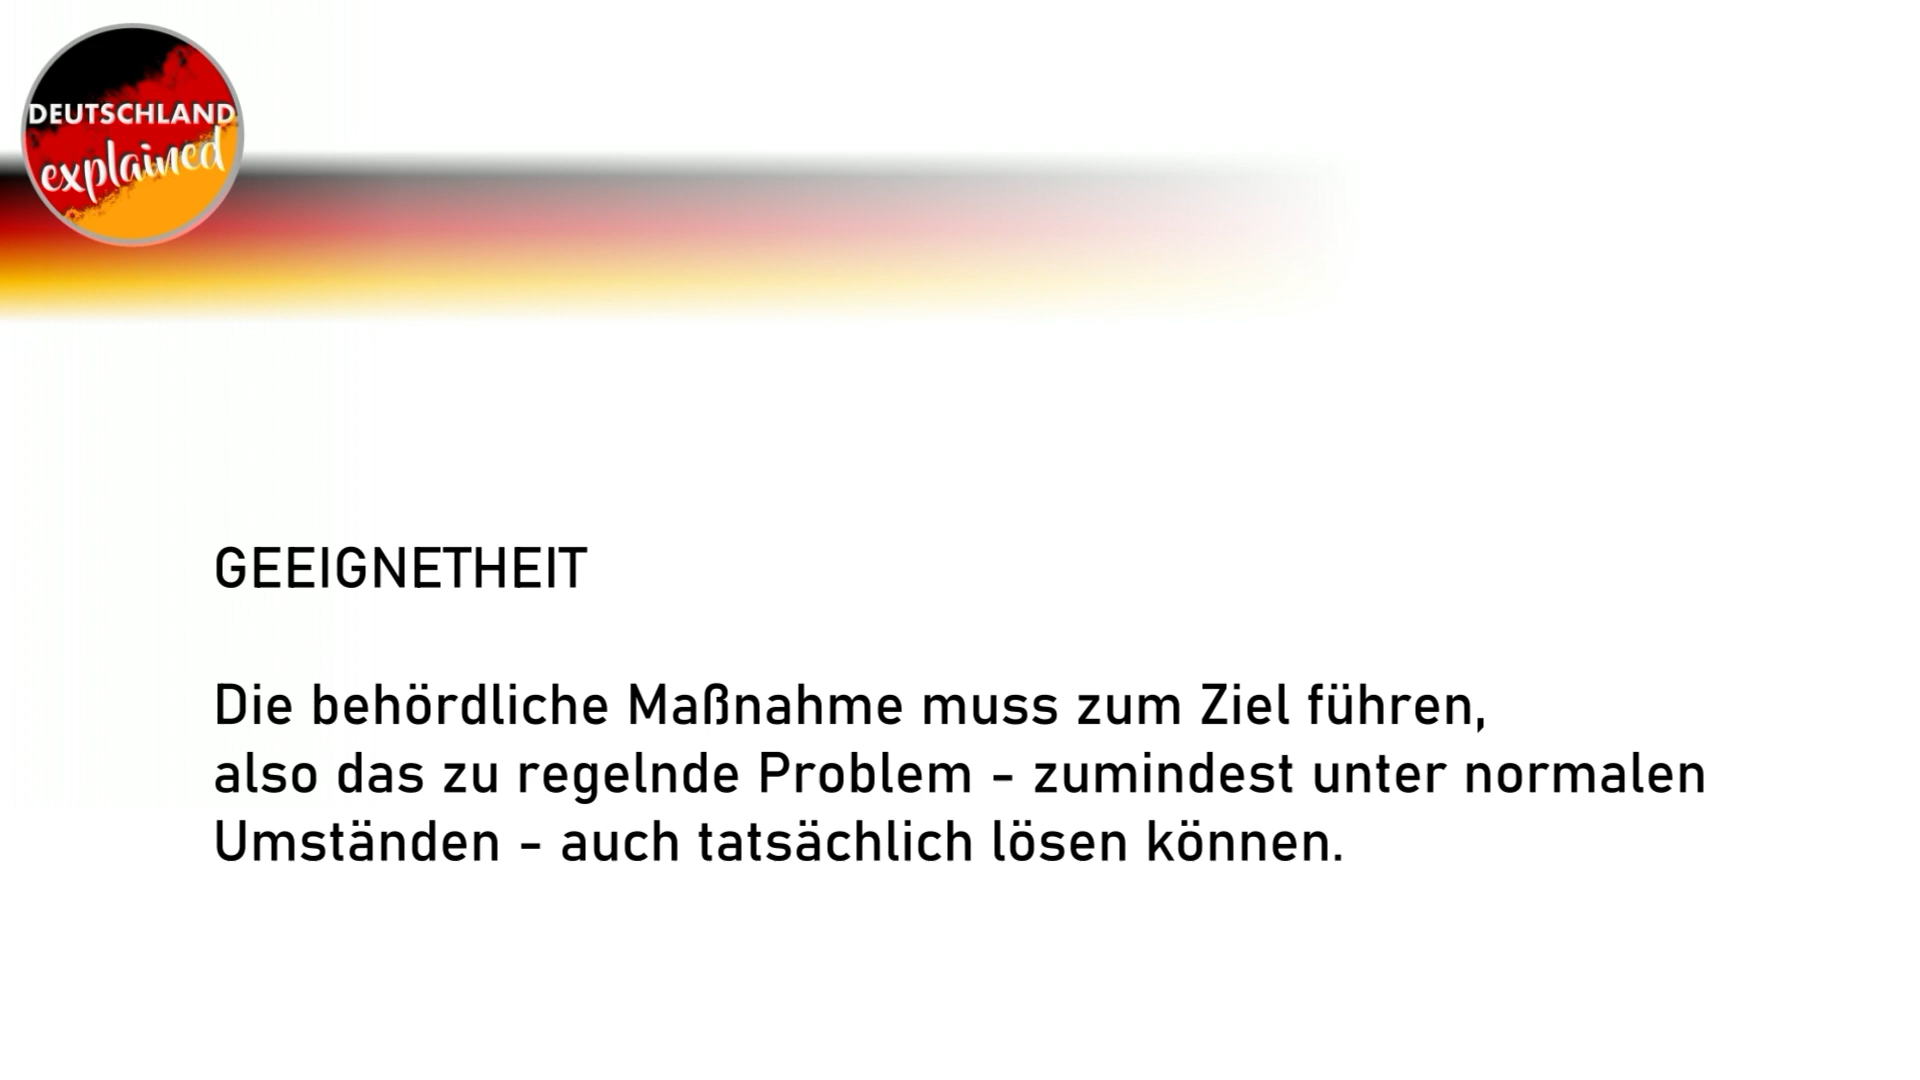 DEUTSCHLAND
explained
GEEIGNETHEIT
Die behördliche Maßnahme muss zum Ziel führen,
also das zu regelnde Problem - zumindest unter normalen
Umständen - auch tatsächlich lösen können.